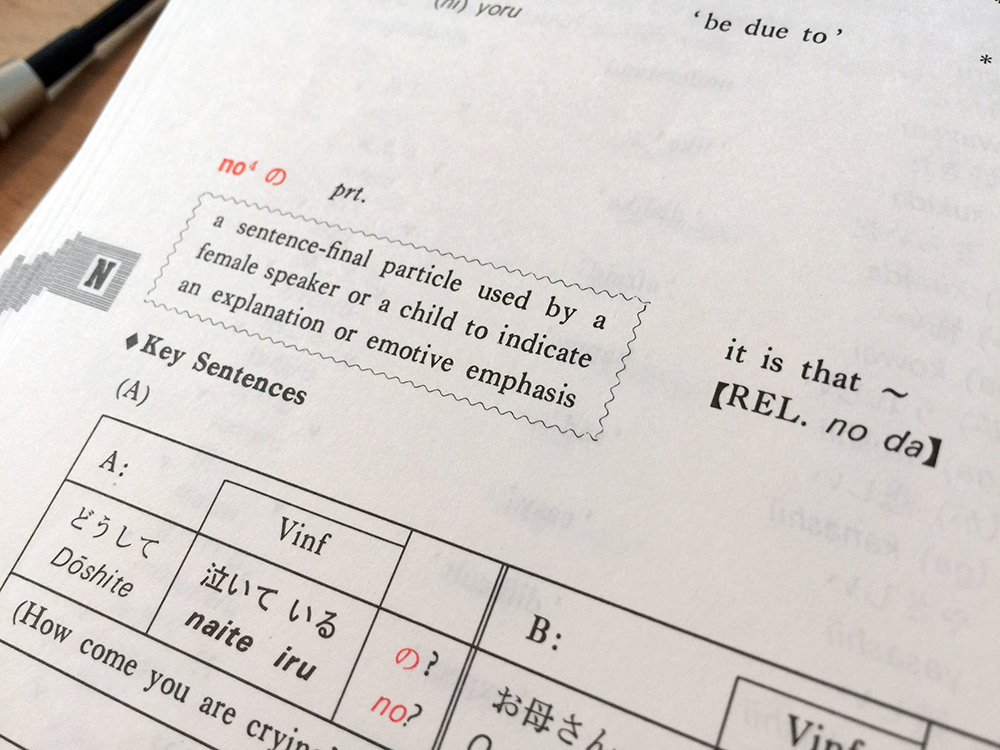 (ni) yoru
'be due to'
*
no⁴ の prt.
a sentence-final particle used by a
female speaker or a child to indicate
an explanation or emotive emphasis
it is that ～
【REL. no da】
N
♦Key Sentences
(A)
A:
Vinf
どうして 泣いて いる の?
Dōshite naite iru no?
(How come you are crying
B:
Vinf
お母さん